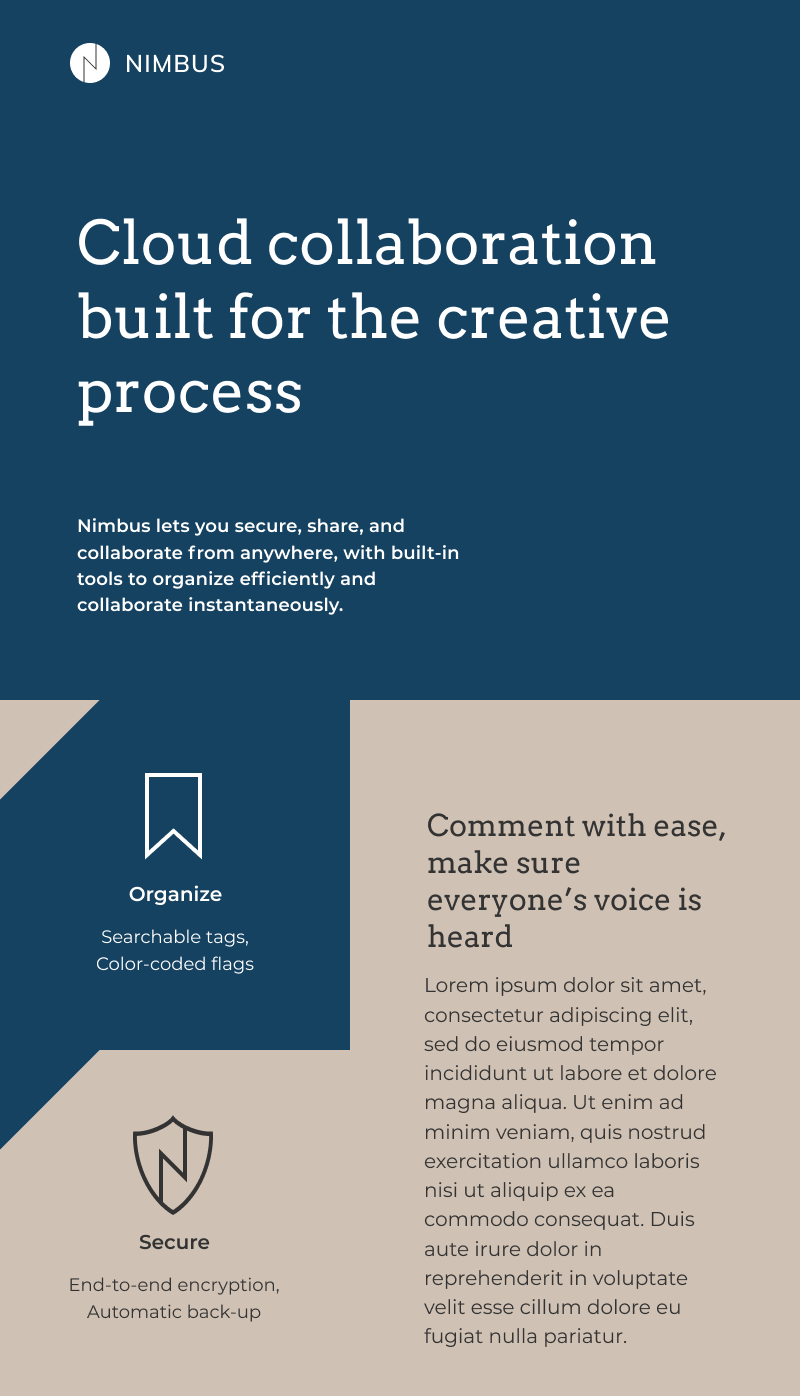 NIMBUS
Cloud collaboration
built for the creative
process
Nimbus lets you secure, share, and
collaborate from anywhere, with built-in
tools to organize efficiently and
collaborate instantaneously.
Organize
Searchable tags,
Color-coded flags
Secure
End-to-end encryption,
Automatic back-up
Comment with ease,
make sure
everyone’s voice is
heard
Lorem ipsum dolor sit amet,
consectetur adipiscing elit,
sed do eiusmod tempor
incididunt ut labore et dolore
magna aliqua. Ut enim ad
minim veniam, quis nostrud
exercitation ullamco laboris
nisi ut aliquip ex ea
commodo consequat. Duis
aute irure dolor in
reprehenderit in voluptate
velit esse cillum dolore eu
fugiat nulla pariatur.